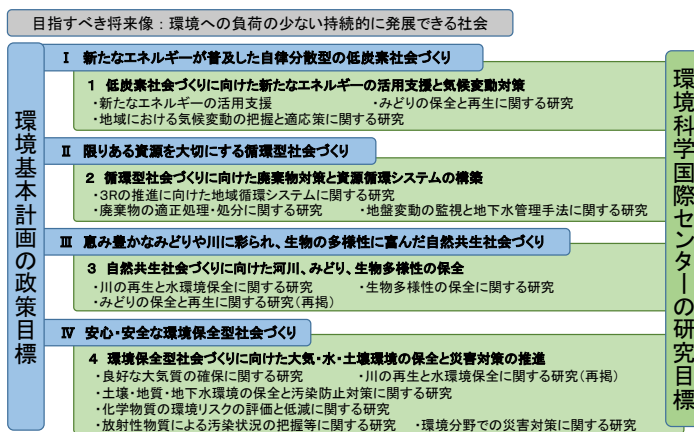 目指すべき将来像：環境への負荷の少ない持続的に発展できる社会
環境基本計画の政策目標
Ⅰ 新たなエネルギーが普及した自律分散型の低炭素社会づくり
1 低炭素社会づくりに向けた新たなエネルギーの活用支援と気候変動対策
・新たなエネルギーの活用支援 ・みどりの保全と再生に関する研究
・地域における気候変動の把握と適応策に関する研究
Ⅱ 限りある資源を大切にする循環型社会づくり
2 循環型社会づくりに向けた廃棄物対策と資源循環システムの構築
・3Rの推進に向けた地域循環システムに関する研究
・廃棄物の適正処理・処分に関する研究 ・地盤変動の監視と地下水管理手法に関する研究
Ⅲ 恵み豊かなみどりや川に彩られ、生物の多様性に富んだ自然共生社会づくり
3 自然共生社会づくりに向けた河川、みどり、生物多様性の保全
・川の再生と水環境保全に関する研究 ・生物多様性の保全に関する研究
・みどりの保全と再生に関する研究(再掲)
Ⅳ 安心・安全な環境保全型社会づくり
4 環境保全型社会づくりに向けた大気・水・土壌環境の保全と災害対策の推進
・良好な大気質の確保に関する研究 ・川の再生と水環境保全に関する研究(再掲)
・土壌・地質・地下水環境の保全と汚染防止対策に関する研究
・化学物質の環境リスクの評価と低減に関する研究
・放射性物質による汚染状況の把握等に関する研究 ・環境分野での災害対策に関する研究
環境科学国際センターの研究目標